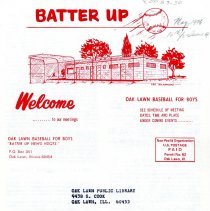 BATTER UP
May, 1976
Welcome
to our meetings
OAK LAWN BASEBALL FOR BOYS
SEE SCHEDULE OF MEETING
DATES, TIME AND PLACE
UNDER COMING EVENTS
OAK LAWN BASEBALL FOR BOYS
"BATTER UP NEWS VOICE"
P.O. Box 351
Oak Lawn, Illinois 60454
Non Profit Organization
U.S. POSTAGE
PAID
Permit No. 62
Oak Lawn, Ill.
OAK LAWN PUBLIC LIBRARY
9430 S. COOK
OAK LAWN, ILL. 60453